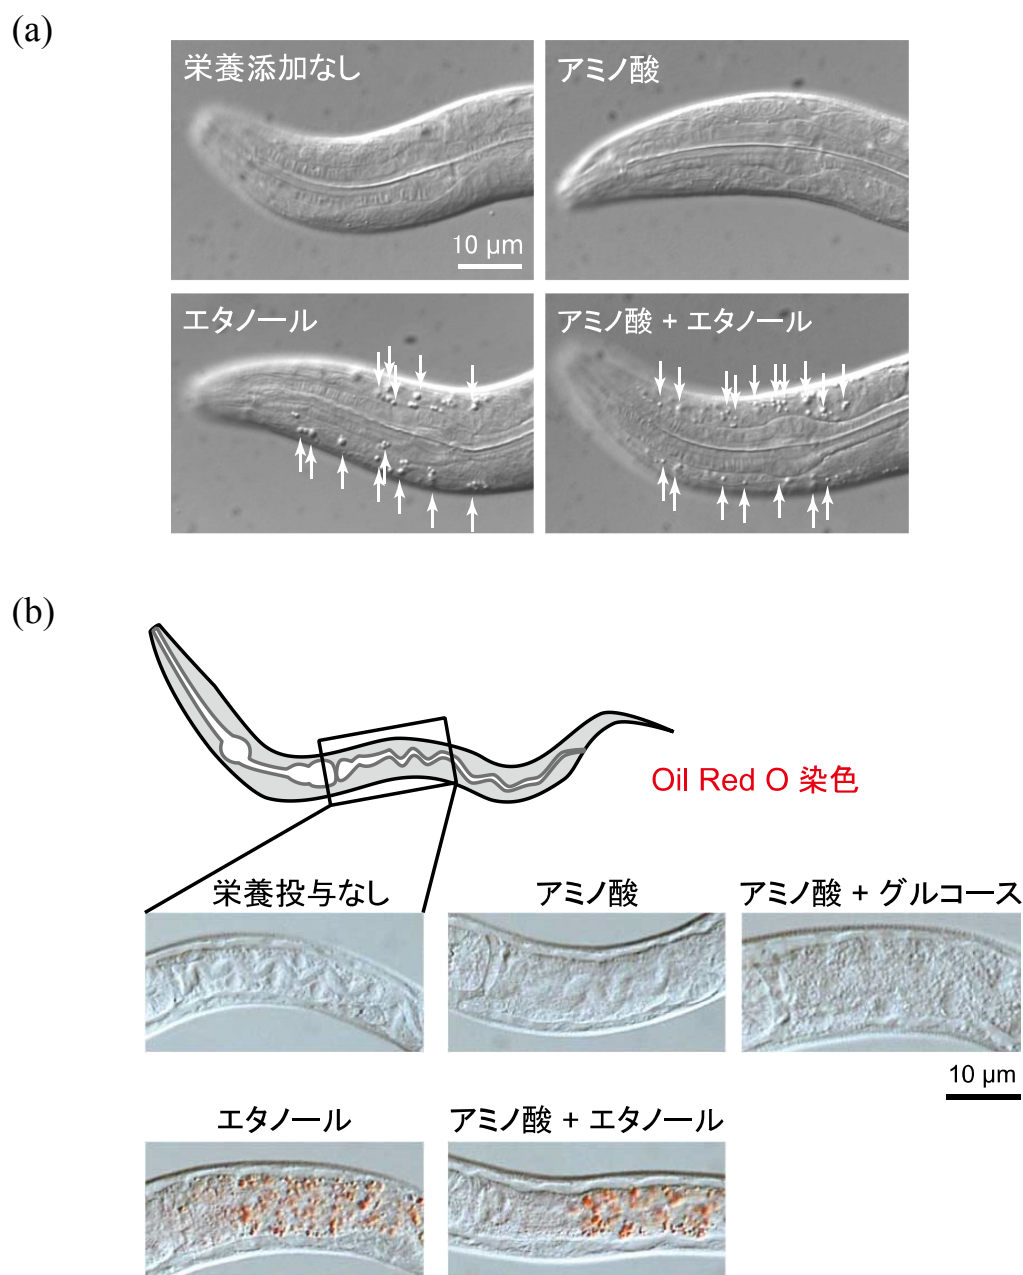 (a)
栄養添加なし
アミノ酸
10 µm
エタノール
アミノ酸 + エタノール
(b)
Oil Red O 染色
栄養投与なし
アミノ酸
アミノ酸 + グルコース
10 µm
エタノール
アミノ酸 + エタノール